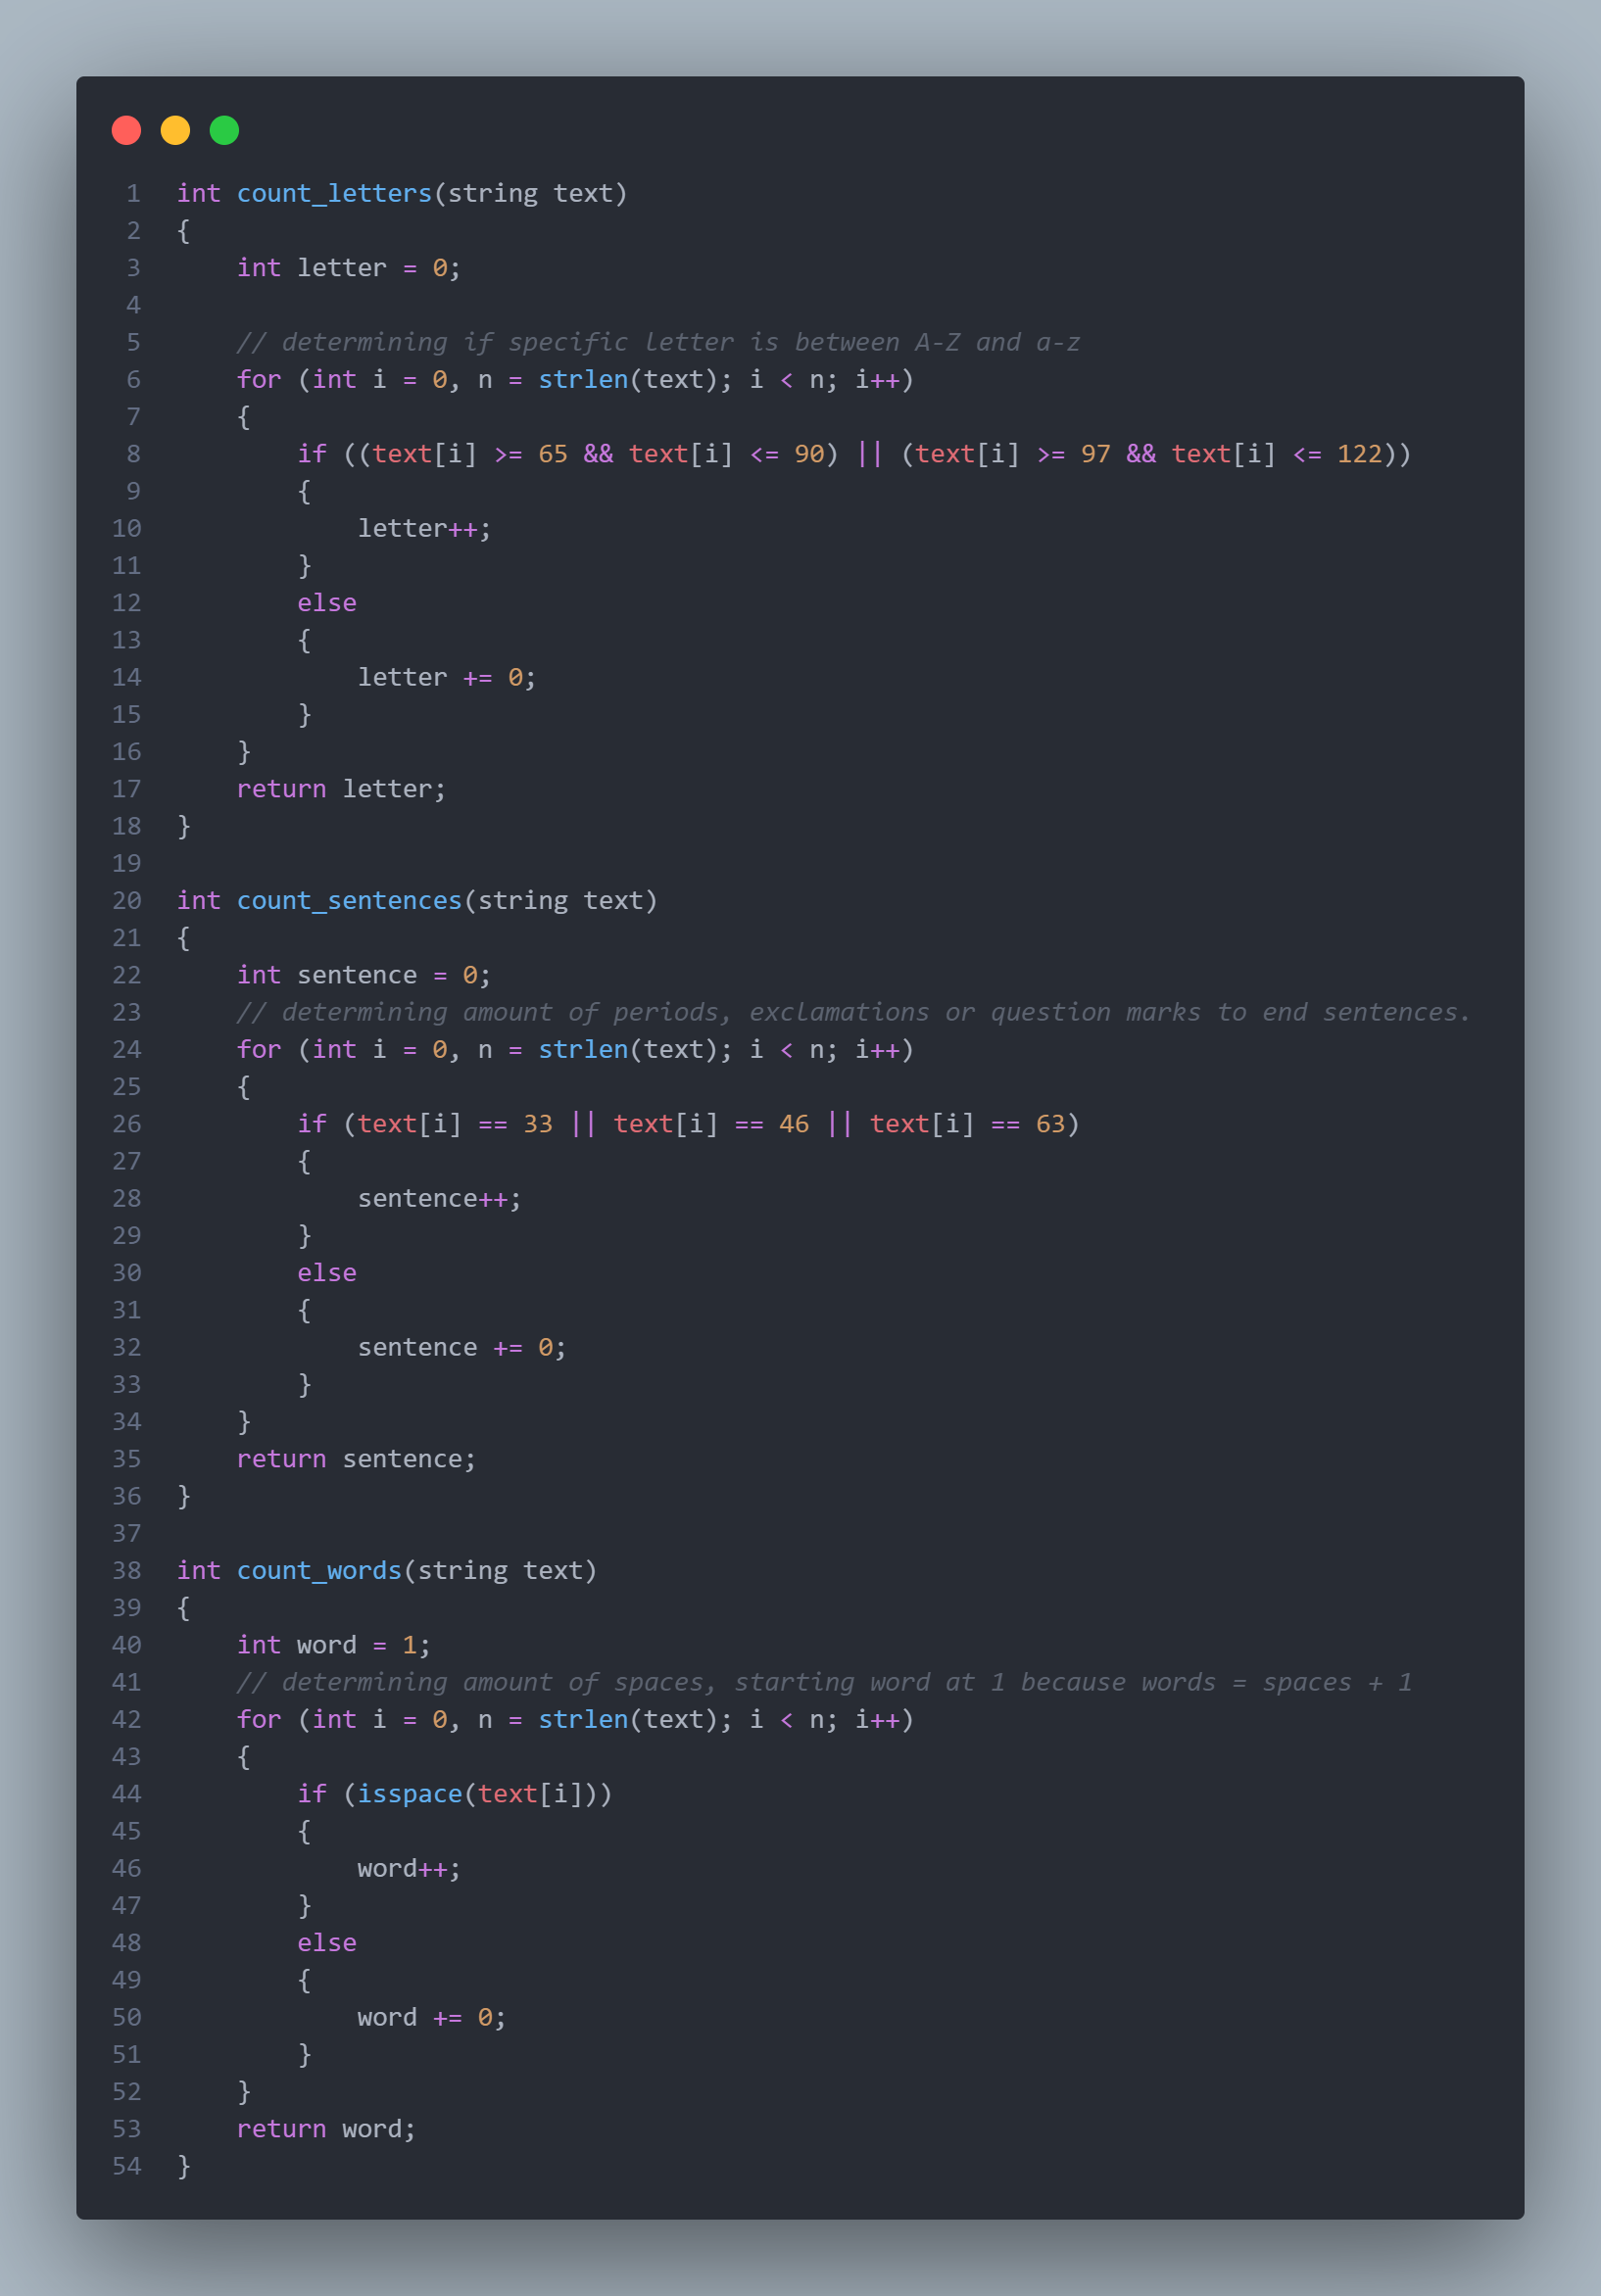 1 int count_letters(string text)
2 {
3     int letter = 0;
4
5     // determining if specific letter is between A-Z and a-z
6     for (int i = 0, n = strlen(text); i < n; i++)
7     {
8         if ((text[i] >= 65 && text[i] <= 90) || (text[i] >= 97 && text[i] <= 122))
9         {
10             letter++;
11         }
12         else
13         {
14             letter += 0;
15         }
16     }
17     return letter;
18 }
19
20 int count_sentences(string text)
21 {
22     int sentence = 0;
23     // determining amount of periods, exclamations or question marks to end sentences.
24     for (int i = 0, n = strlen(text); i < n; i++)
25     {
26         if (text[i] == 33 || text[i] == 46 || text[i] == 63)
27         {
28             sentence++;
29         }
30         else
31         {
32             sentence += 0;
33         }
34     }
35     return sentence;
36 }
37
38 int count_words(string text)
39 {
40     int word = 1;
41     // determining amount of spaces, starting word at 1 because words = spaces + 1
42     for (int i = 0, n = strlen(text); i < n; i++)
43     {
44         if (isspace(text[i]))
45         {
46             word++;
47         }
48         else
49         {
50             word += 0;
51         }
52     }
53     return word;
54 }